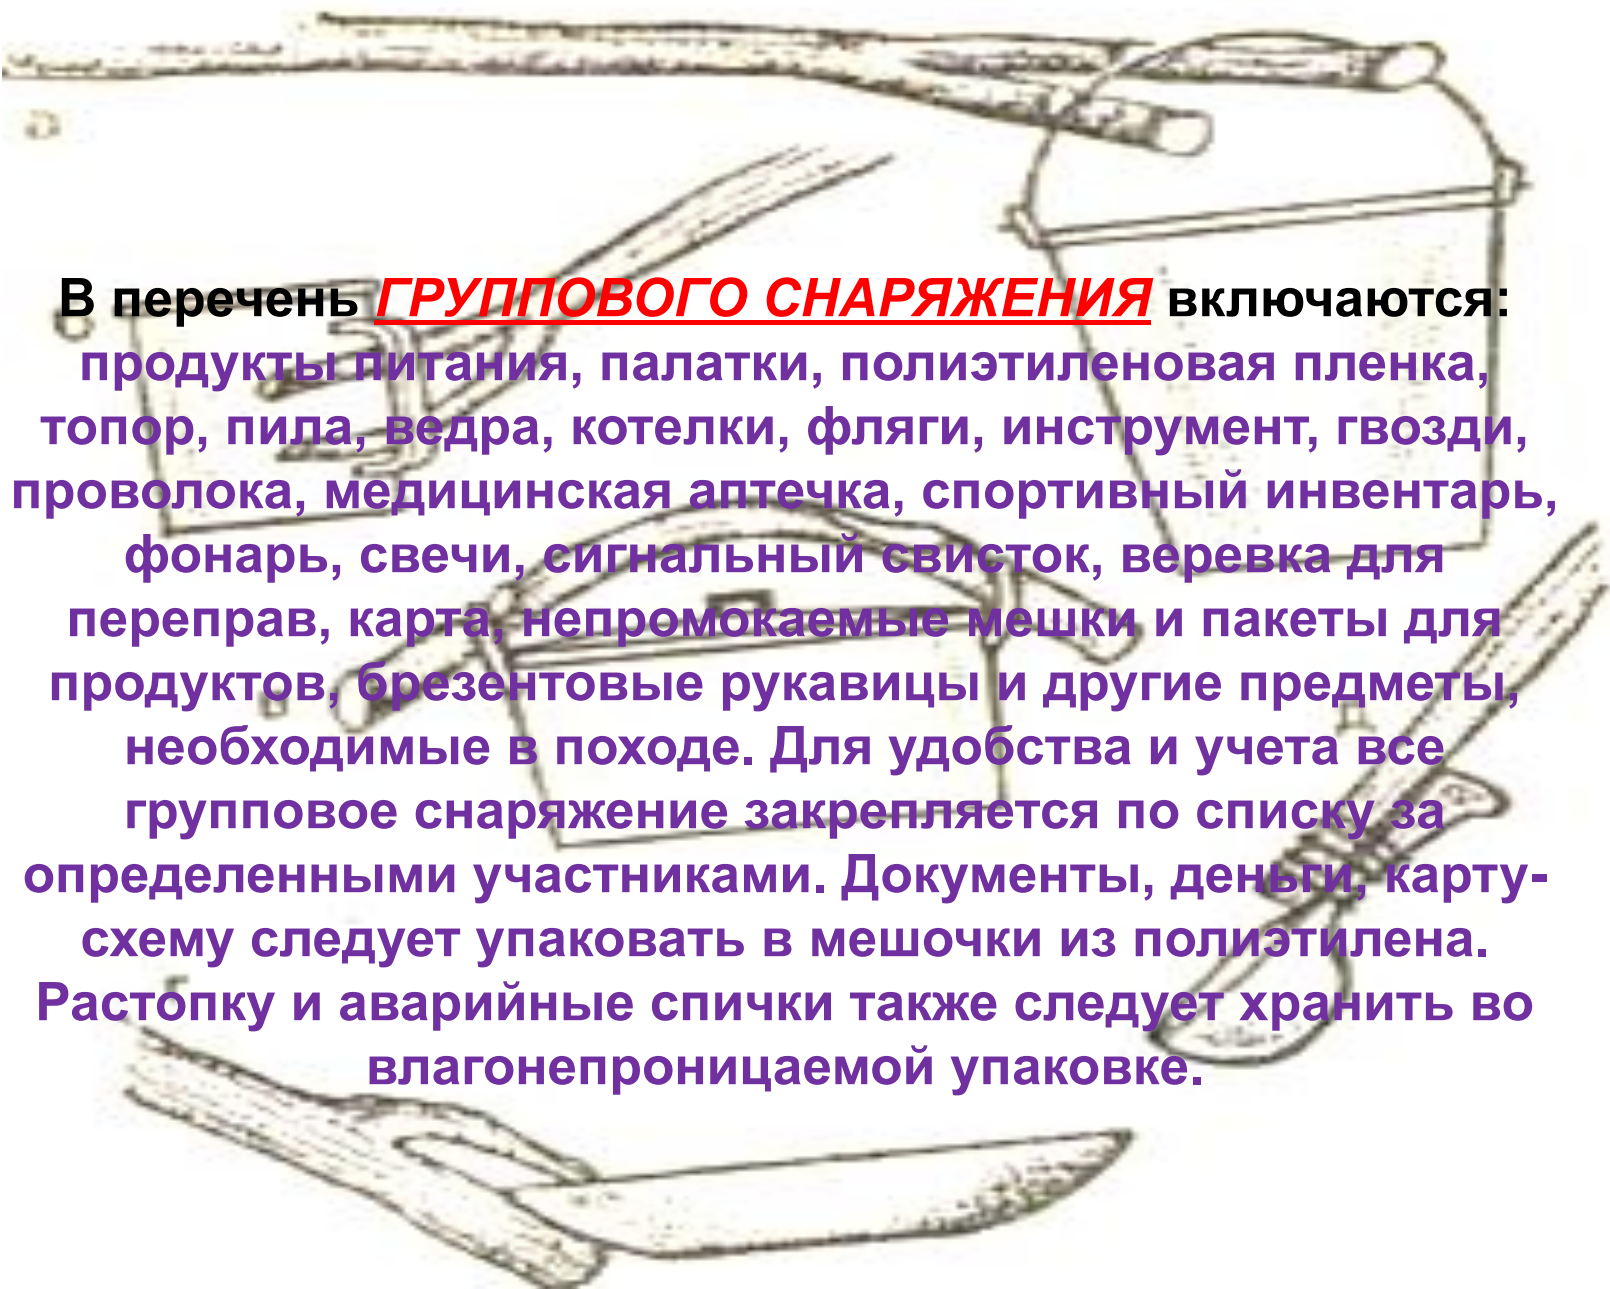 В перечень ГРУППОВОГО СНАРЯЖЕНИЯ включаются:
продукты питания, палатки, полиэтиленовая пленка,
топор, пила, ведра, котелки, фляги, инструмент, гвозди,
проволока, медицинская аптечка, спортивный инвентарь,
фонарь, свечи, сигнальный свисток, веревка для
переправ, карта, непромокаемые мешки и пакеты для
продуктов, брезентовые рукавицы и другие предметы,
необходимые в походе. Для удобства и учета все
групповое снаряжение закрепляется по списку за
определенными участниками. Документы, деньги, карту-
схему следует упаковать в мешочки из полиэтилена.
Растопку и аварийные спички также следует хранить во
влагонепроницаемой упаковке.